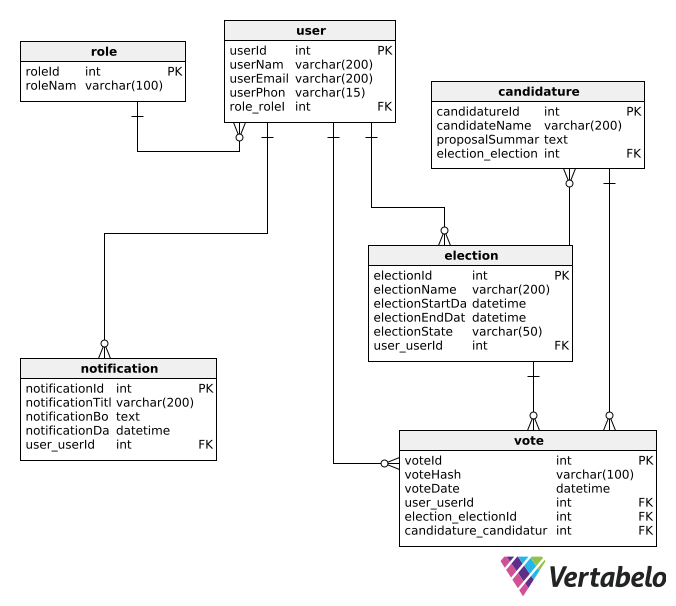 role
roleId int PK
roleNam varchar(100)
user
userId int PK
userNam varchar(200)
userEmail varchar(200)
userPhon varchar(15)
role_roleI int FK
candidature
candidatureId int PK
candidateName varchar(200)
proposalSummar text
election_election int FK
election
electionId int PK
electionName varchar(200)
electionStartDa datetime
electionEndDat datetime
electionState varchar(50)
user_userId int FK
notification
notificationId int PK
notificationTitl varchar(200)
notificationBo text
notificationDa datetime
user_userId int FK
vote
voteId int PK
voteHash varchar(100)
voteDate datetime
user_userId int FK
election_electionId int FK
candidature_candidatur int FK
Vertabelo